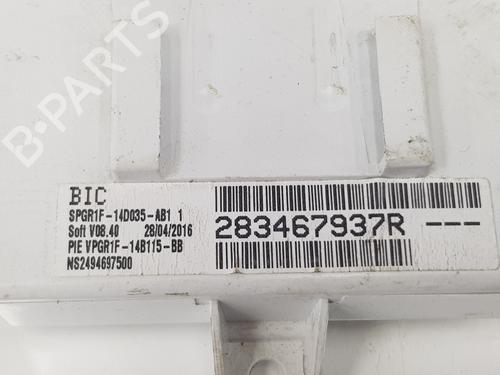 B-PARTS
BIC
SPGR1F-14D035-AB1 1
Soft V08.40 28/04/2016
PIE VPGR1F-14B115-BB
NS2494697500
283467937R ---